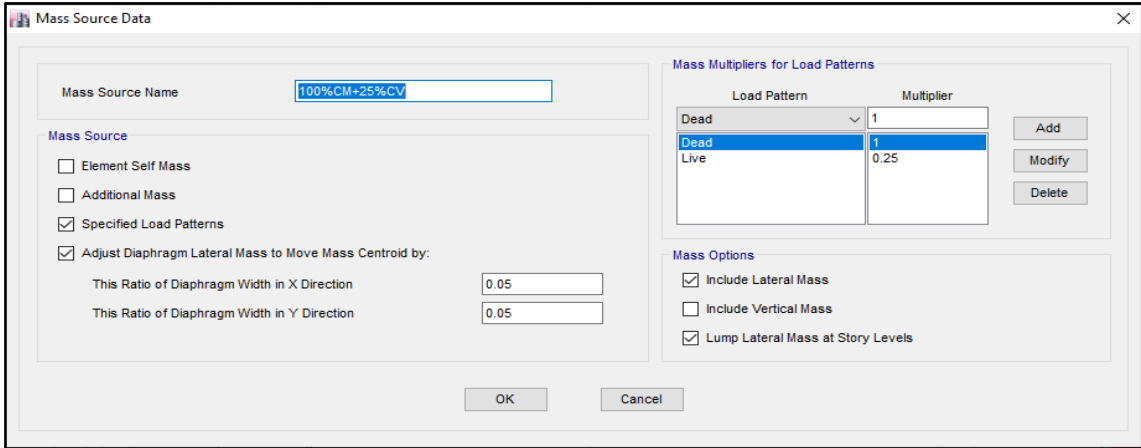 Mass Source Data
Mass Source Name
100%CM+25%CV
Mass Source
Element Self Mass
Additional Mass
Specified Load Patterns
Adjust Diaphragm Lateral Mass to Move Mass Centroid by:
This Ratio of Diaphragm Width in X Direction
0.05
This Ratio of Diaphragm Width in Y Direction
0.05
Mass Multipliers for Load Patterns
Load Pattern Multiplier
Dead 1
Dead 1
Live 0.25
Add
Modify
Delete
Mass Options
Include Lateral Mass
Include Vertical Mass
Lump Lateral Mass at Story Levels
OK Cancel